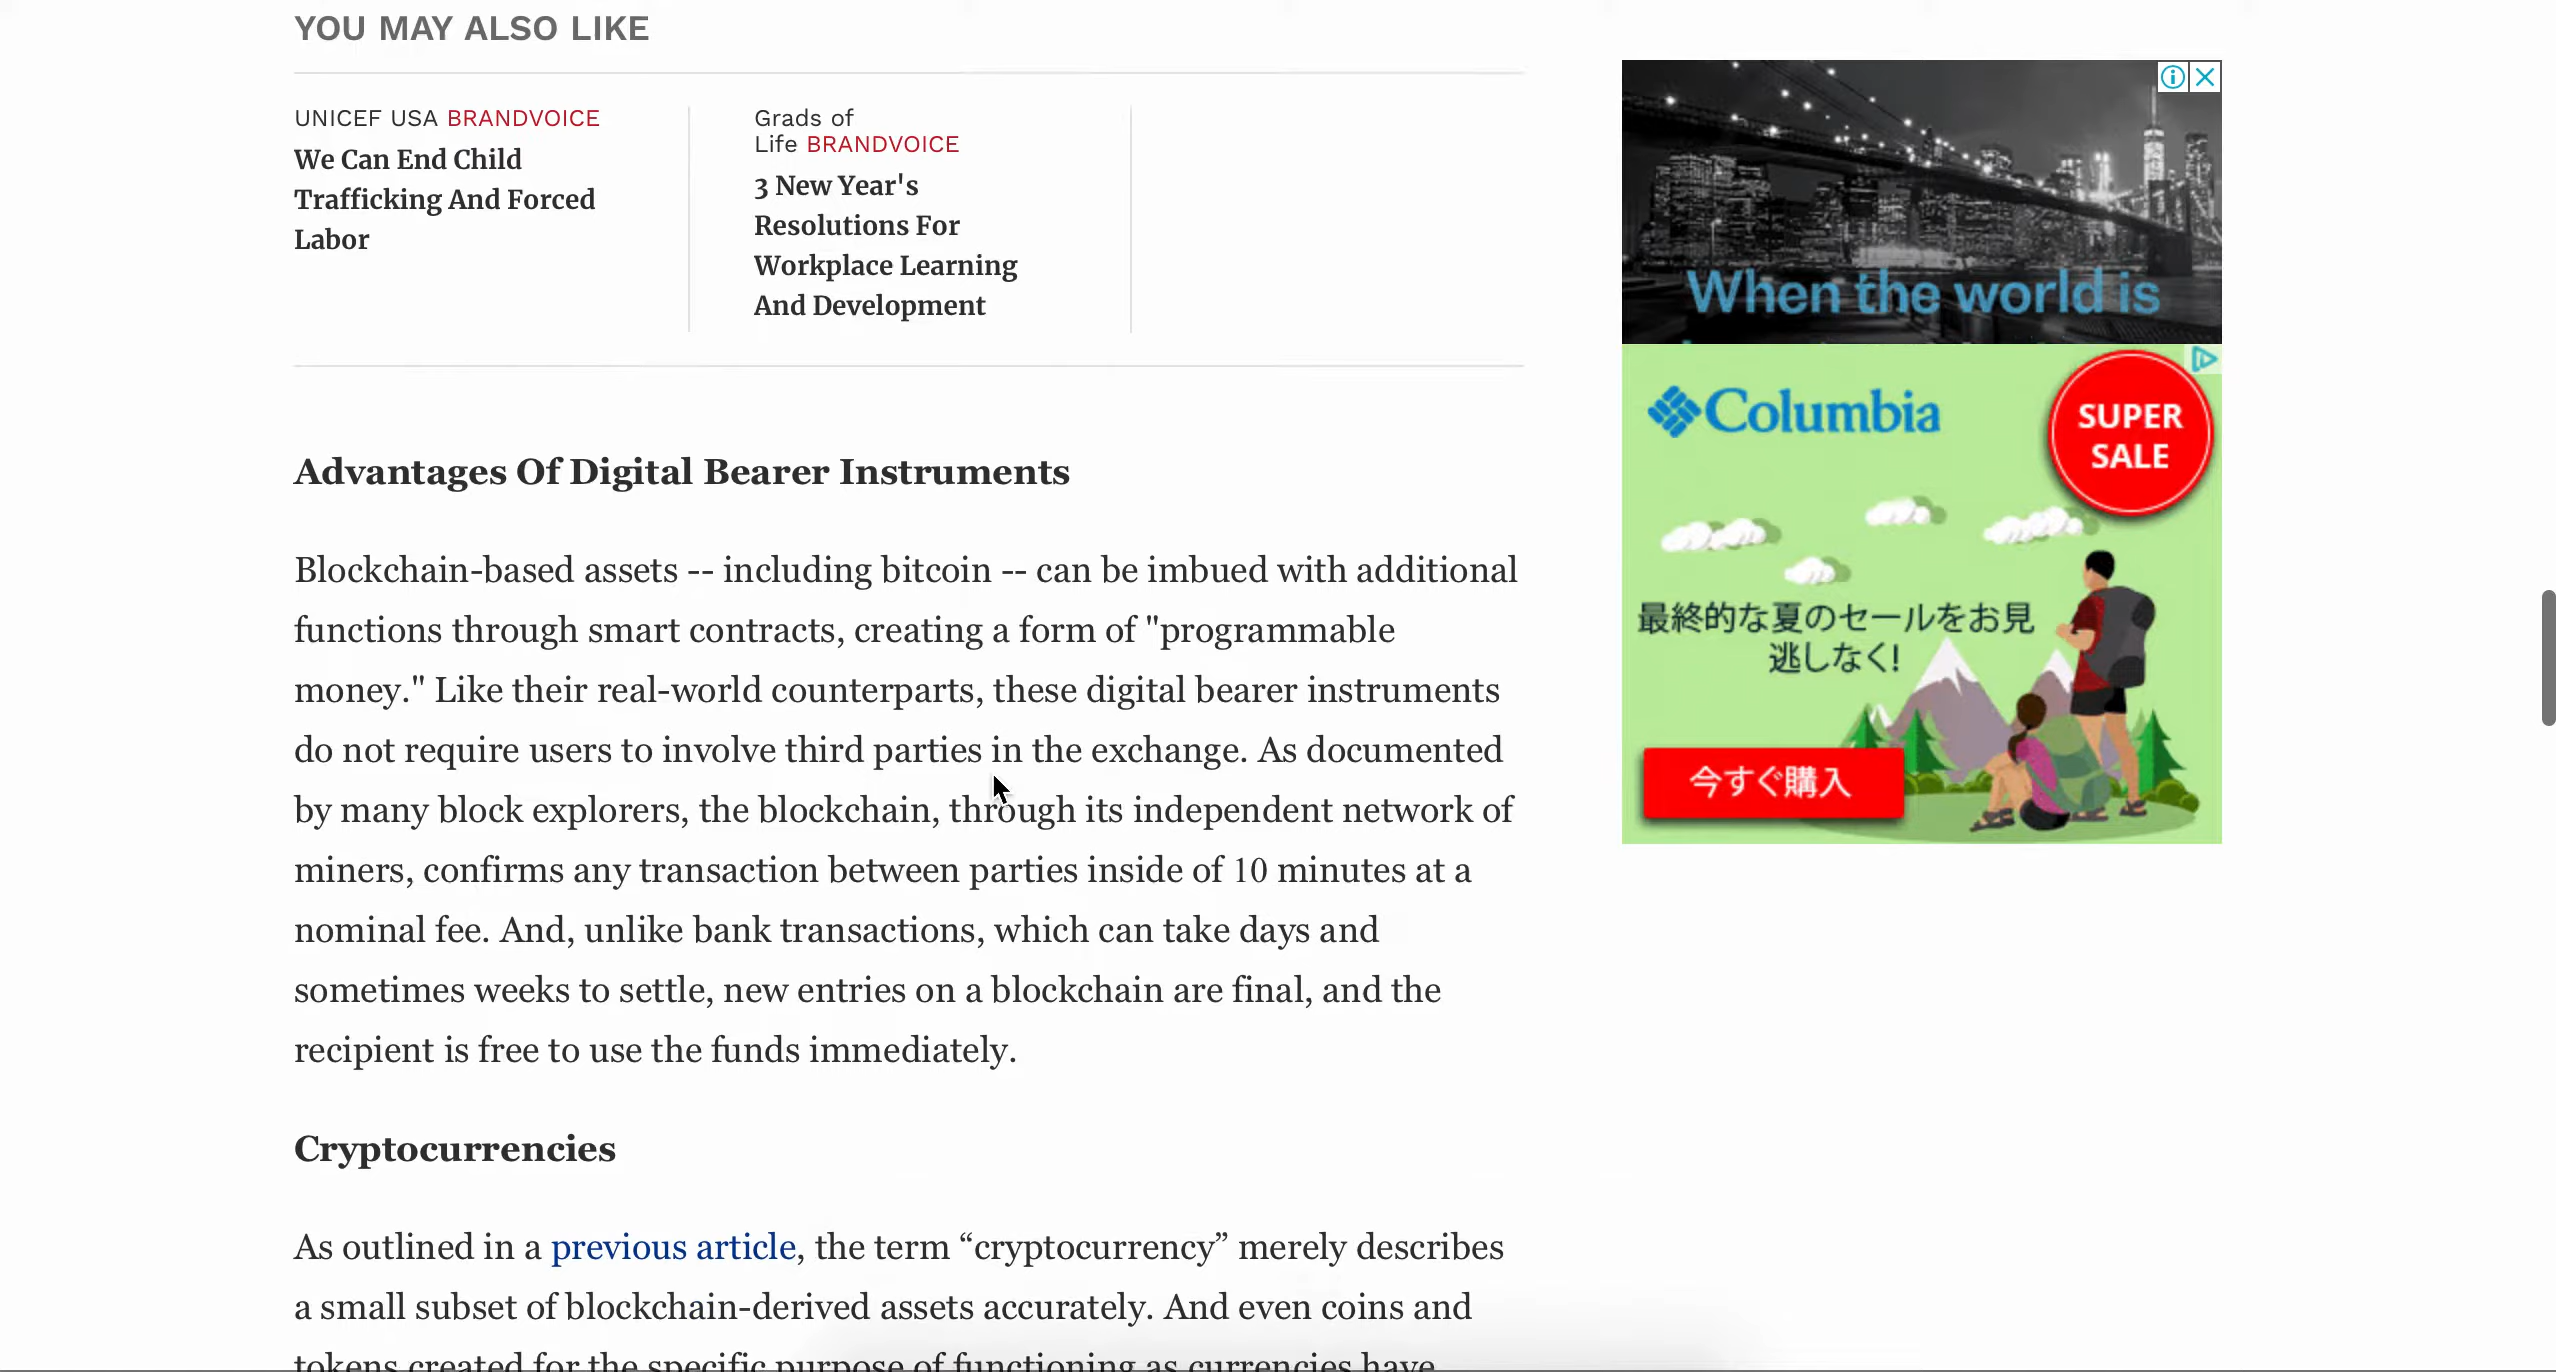 YOU MAY ALSO LIKE
UNICEF USA BRANDVOICE
We Can End Child
Trafficking And Forced
Labor
Grads of
Life BRANDVOICE
3 New Year's
Resolutions For
Workplace Learning
And Development
Advantages Of Digital Bearer Instruments
Blockchain-based assets -- including bitcoin -- can be imbued with additional
functions through smart contracts, creating a form of "programmable
money." Like their real-world counterparts, these digital bearer instruments
do not require users to involve third parties in the exchange. As documented
by many block explorers, the blockchain, through its independent network of
miners, confirms any transaction between parties inside of 10 minutes at a
nominal fee. And, unlike bank transactions, which can take days and
sometimes weeks to settle, new entries on a blockchain are final, and the
recipient is free to use the funds immediately.
Cryptocurrencies
As outlined in a previous article, the term “cryptocurrency” merely describes
a small subset of blockchain-derived assets accurately. And even coins and
tokens created for the specific purpose of functioning as currencies have
When the world is
Columbia
SUPER
SALE
最終的な夏のセールをお見
逃しなく!
今すぐ購入